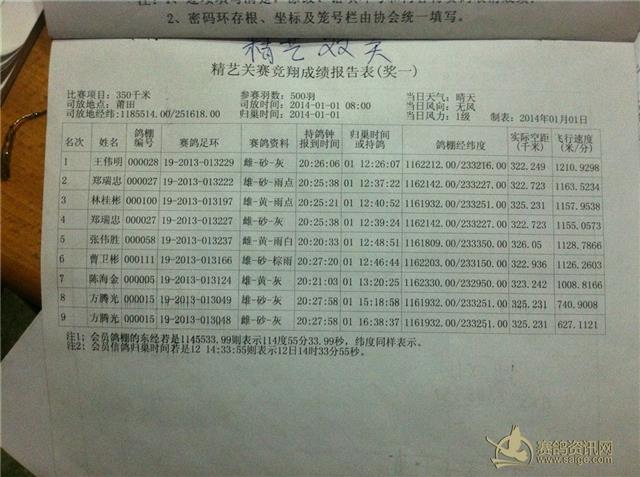 2、密码环存根、坐标及笼号栏由协会统一填写。
精艺双关
精艺关赛竞翔成绩报告表(奖一)
比赛项目: 350千米 参赛羽数: 500羽 当日天气: 晴天
司放地点: 莆田 司放时间: 2014-01-01 08:00 当日风向: 无风
司放地经纬: 1185514.00/251618.00 归巢时间: 2014-01-01 当日风力: 1级 制表: 2014年01月01日
名次 姓名 鸽棚编号 赛鸽足环 赛鸽资料 持鸽钟报到时间 归巢时间或持鸽 鸽棚经纬度 实际空距(千米) 飞行速度(米/分)
1 王伟明 000028 19-2013-013229 雌-砂-灰 20:26:06 01 12:26:07 1162212.00/233216.00 322.249 1210.9298
2 郑瑞忠 000027 19-2013-013222 雄-砂-雨点 20:25:38 01 12:37:22 1162142.00/233227.00 322.723 1163.5234
3 林桂彬 000100 19-2013-013197 雄-黄-雨点 20:25:21 01 12:40:52 1161932.00/233251.00 325.231 1157.9538
4 郑瑞忠 000027 19-2013-013227 雄-砂-灰 20:25:38 01 12:39:24 1162142.00/233227.00 322.723 1155.0573
5 张伟胜 000058 19-2013-013237 雌-黄-雨白 20:20:33 01 12:48:51 1161809.00/233350.00 326.05 1128.7866
6 曹卫彬 000111 19-2013-013166 雄-砂-棕雨 20:27:20 01 12:46:44 1162203.00/233150.00 322.936 1126.2603
7 陈海金 000005 19-2013-013124 雄-黄-灰 20:21:03 01 13:20:25 1162330.00/232950.00 323.242 1008.8166
8 方腾光 000015 19-2013-013049 雌-砂-灰 20:27:58 01 15:18:58 1161932.00/233251.00 325.231 740.9008
9 方腾光 000015 19-2013-013048 雌-砂-灰 20:27:58 01 16:38:37 1161932.00/233251.00 325.231 627.1121
注1: 会员鸽棚的东经若是1145533.99则表示114度55分33.99秒, 纬度同样表示。
注2: 会员信鸽归巢时间若是12 14:33:55则表示12日14时33分55秒。
赛鸽资讯网
www.saige.com